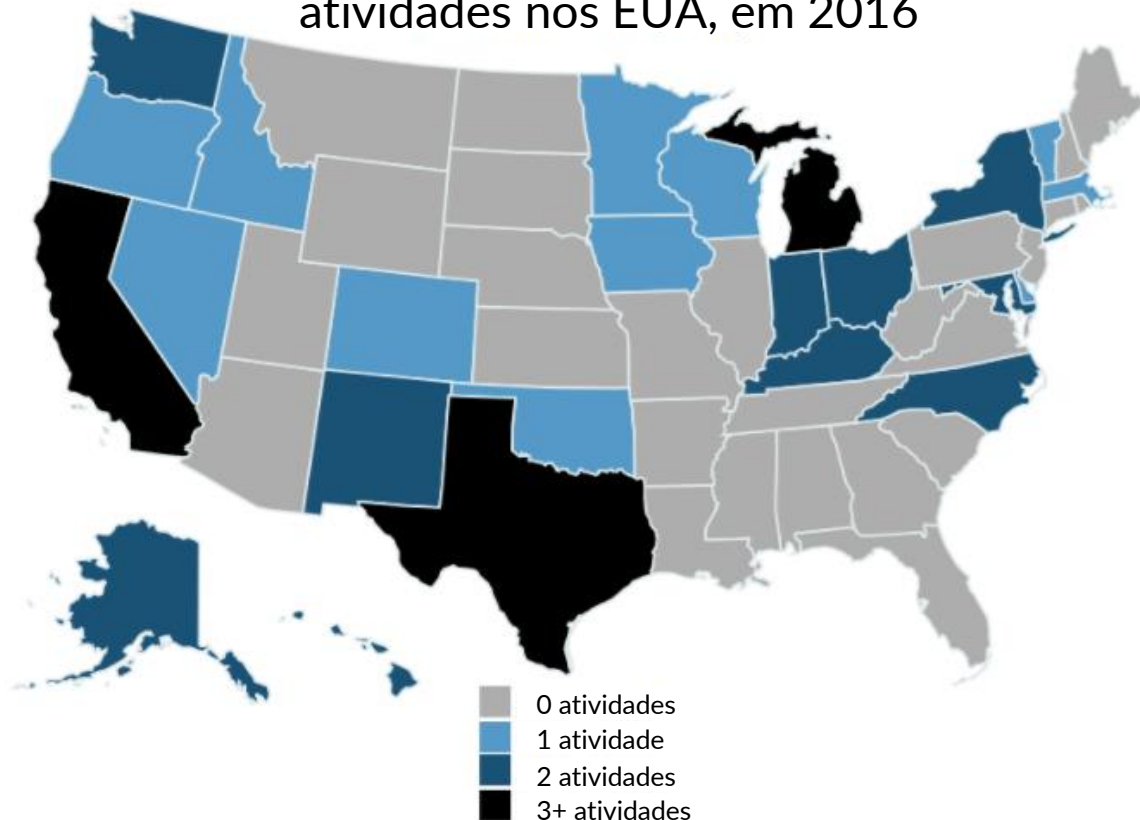 atividades nos EUA, em 2016
0 atividades
1 atividade
2 atividades
3+ atividades